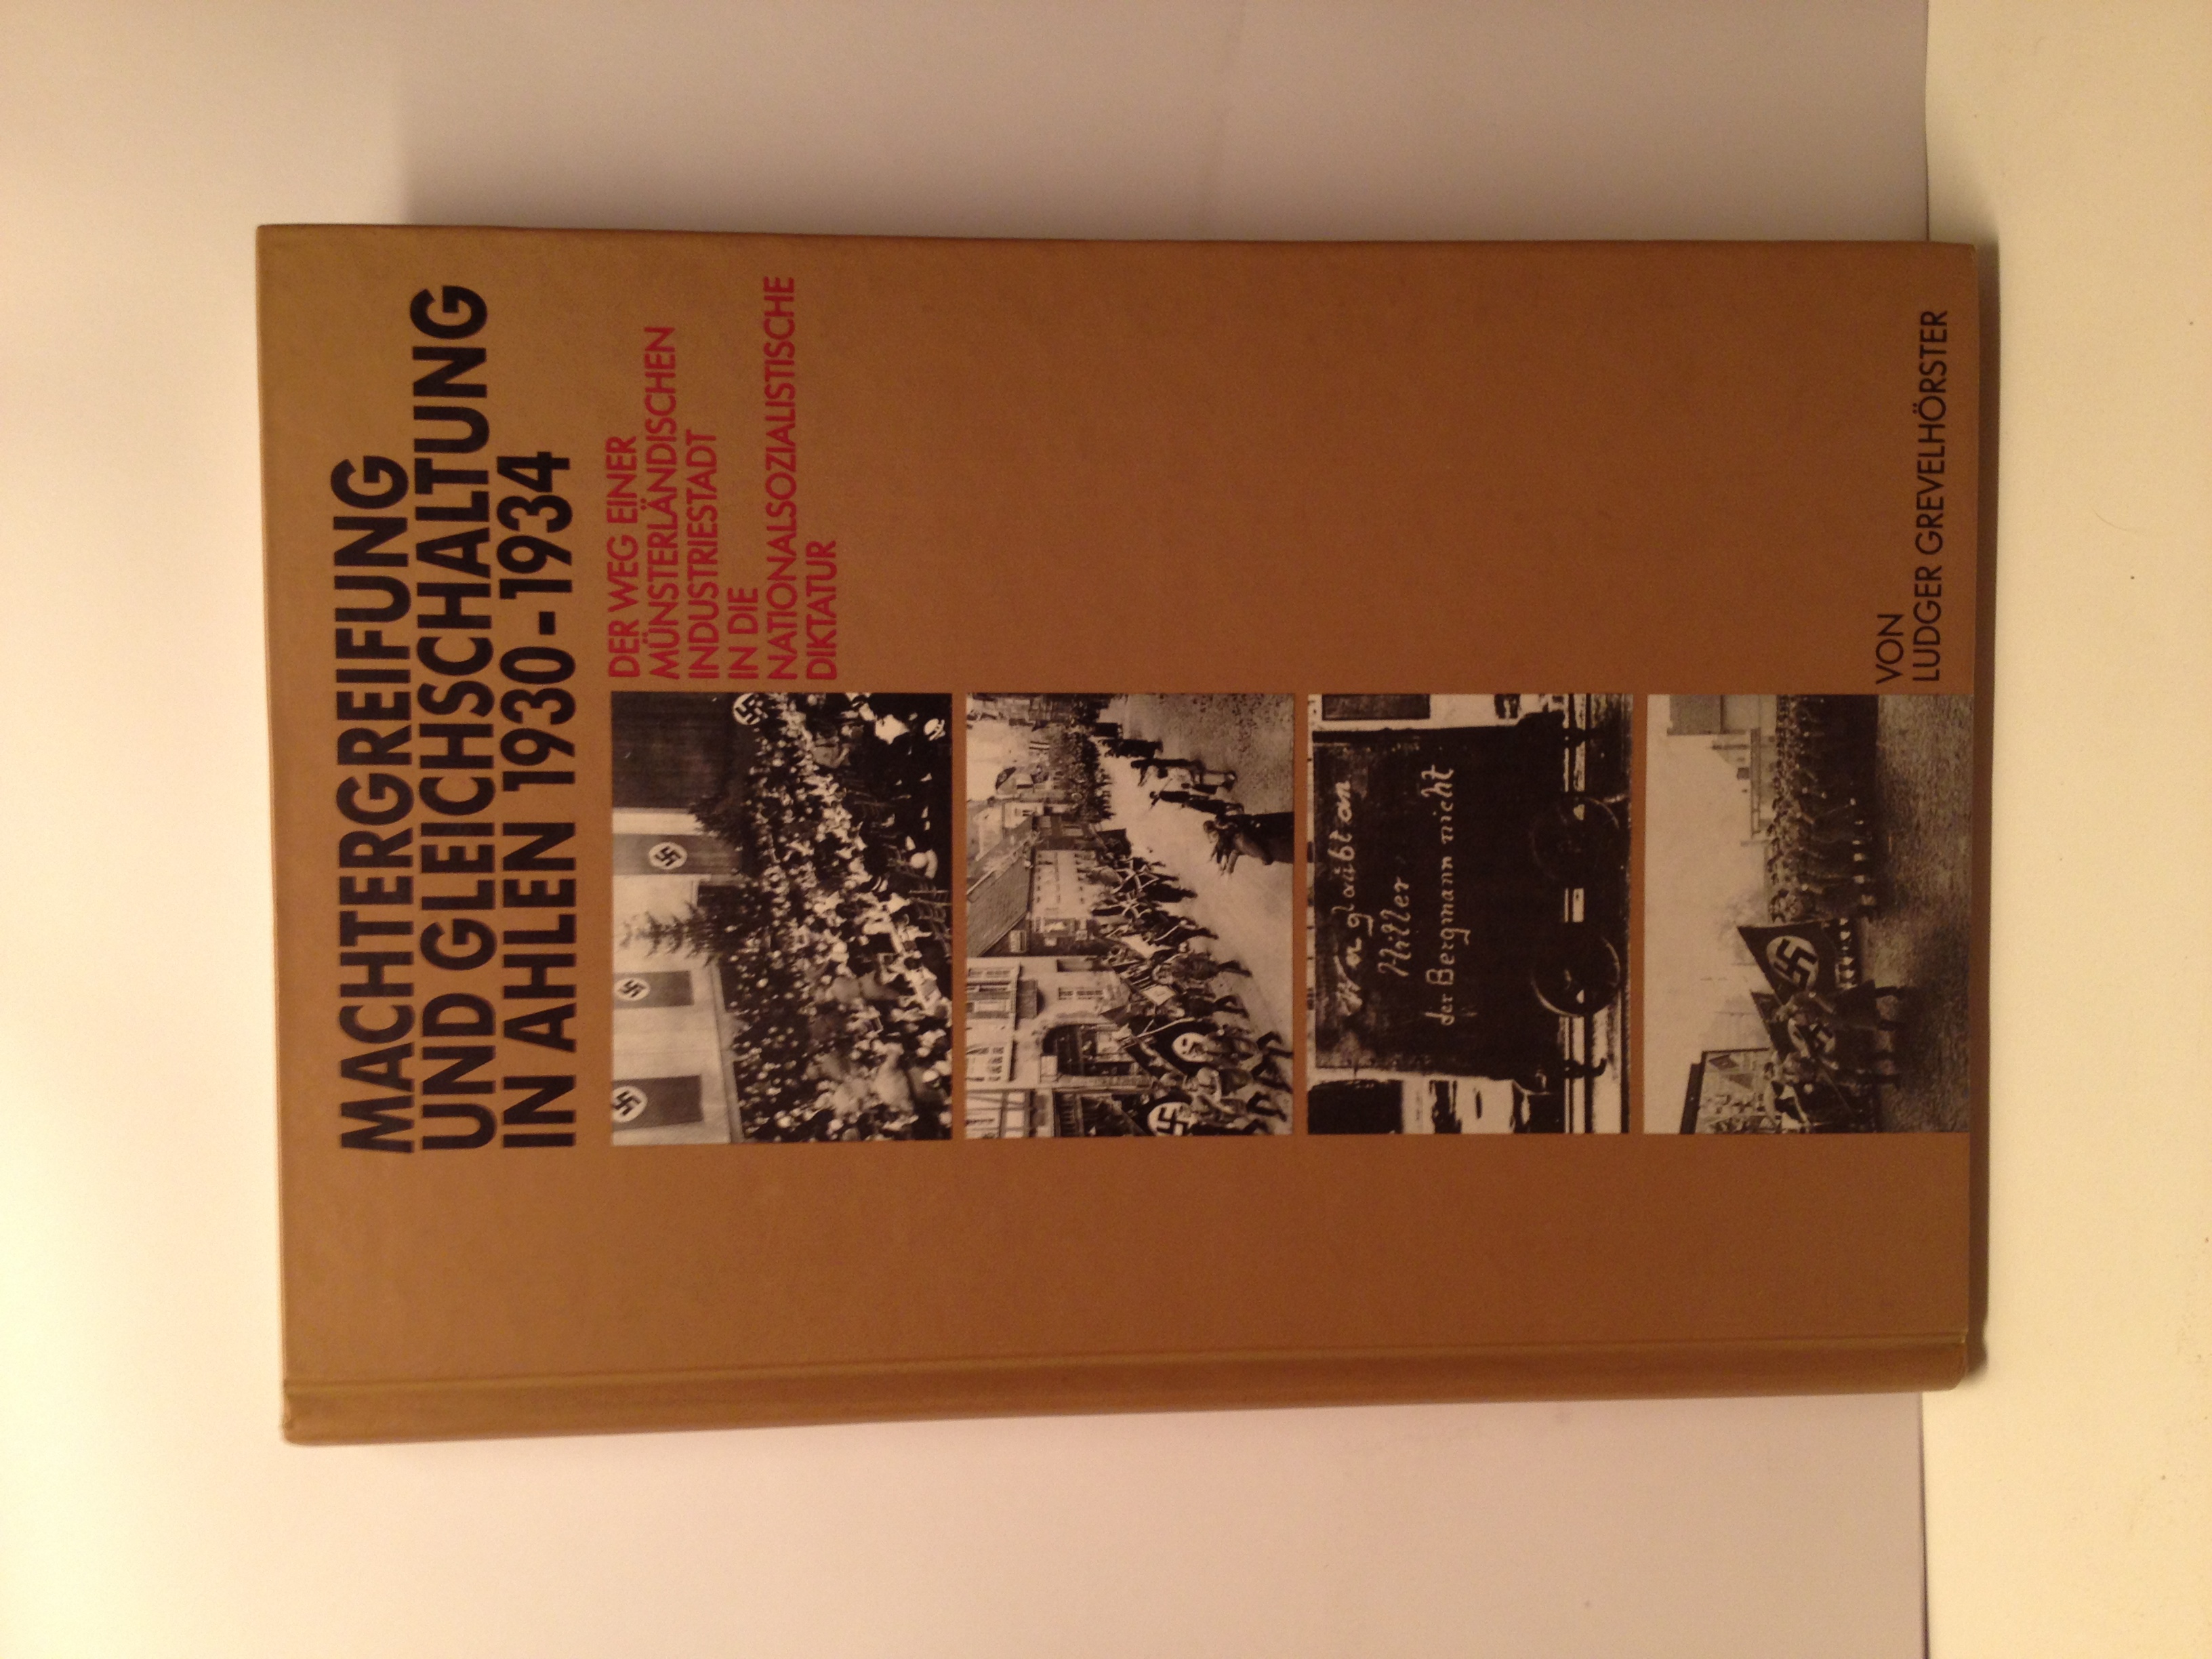 MACHTERGREIFUNG
UND GLEICHSCHALTUNG
IN AHLEN 1930-1934
DER WEG EINER
MÜNSTERLÄNDISCHEN
INDUSTRIESTADT
IN DIE
NATIONALSOZIALISTISCHE
DIKTATUR
glaubt an
Hitler
der Bergmann nicht
VON
LUDGER GREVELHÖRSTER